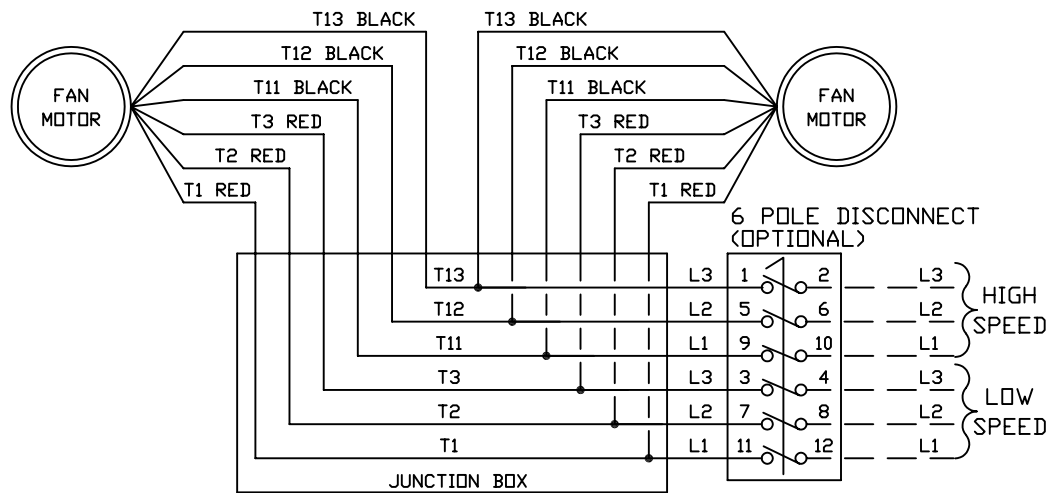 T13 BLACK T13 BLACK
T12 BLACK T12 BLACK
FAN
MOTOR
T11 BLACK T11 BLACK
FAN
MOTOR
T3 RED T3 RED
T2 RED T2 RED
T1 RED T1 RED
6 POLE DISCONNECT
(OPTIONAL)
T13 L3 1 2 L3
T12 L2 5 6 L2
HIGH
SPEED
T11 L1 9 10 L1
T3 L3 3 4 L3
T2 L2 7 8 L2
LOW
SPEED
T1 L1 11 12 L1
JUNCTION BOX